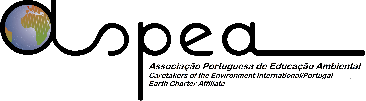 aspea
Associação Portuguesa de Educação Ambiental
Caretakers of the Environment International/Portugal
Earth Charter Affiliate